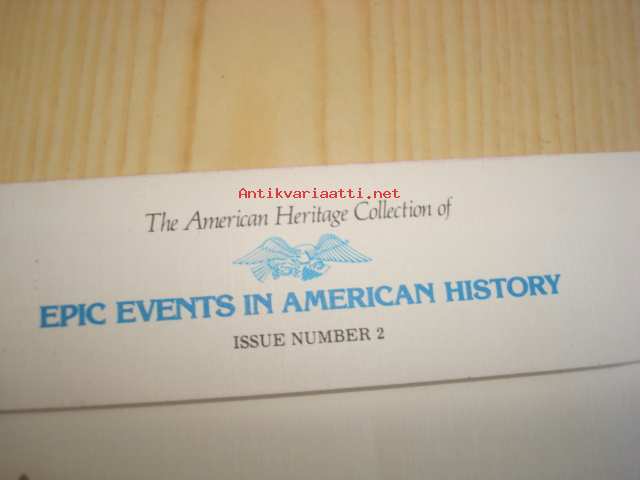 Antikvariaatti.net
The American Heritage Collection of
EPIC EVENTS IN AMERICAN HISTORY
ISSUE NUMBER 2